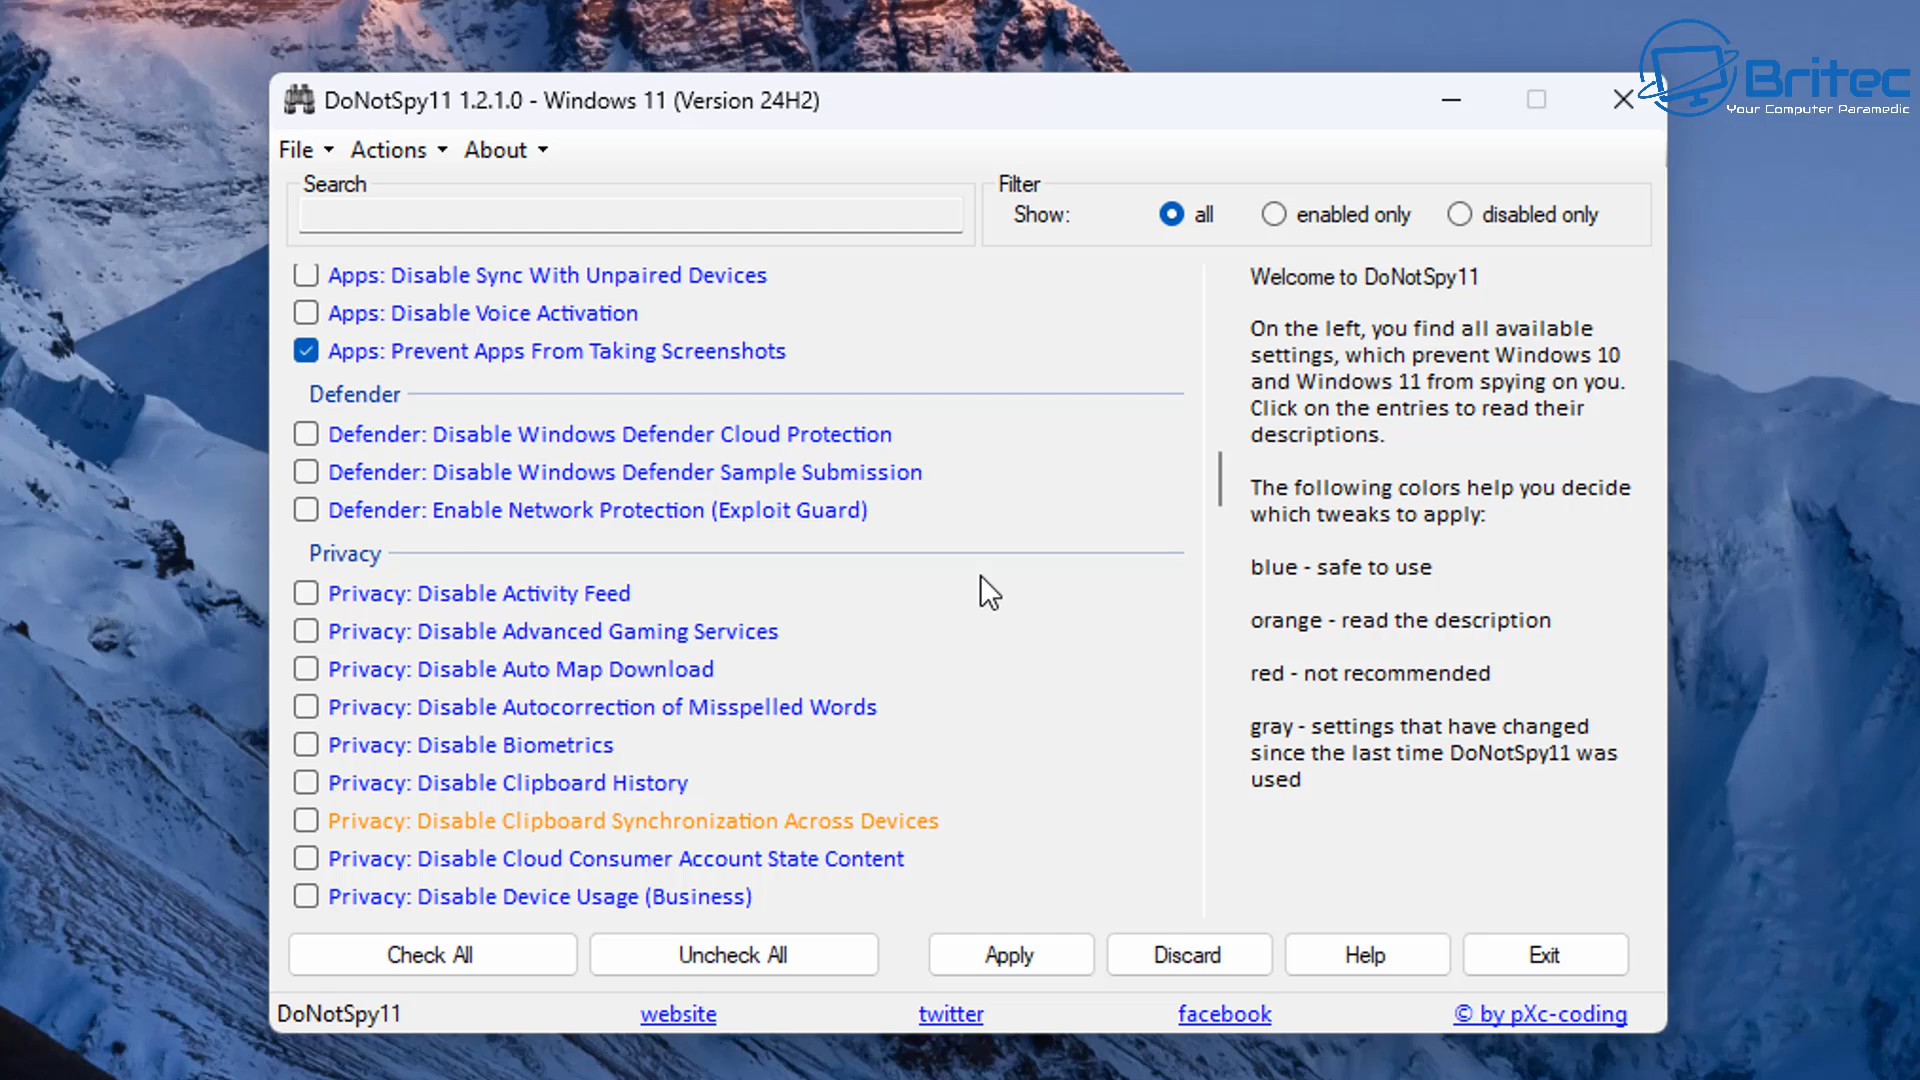 Britec
Your Computer Paramedic
DoNotSpy11 1.2.1.0 - Windows 11 (Version 24H2)
File
Actions
About
Search
Filter
Show:
all
enabled only
disabled only
Apps: Disable Sync With Unpaired Devices
Apps: Disable Voice Activation
Apps: Prevent Apps From Taking Screenshots
Defender
Defender: Disable Windows Defender Cloud Protection
Defender: Disable Windows Defender Sample Submission
Defender: Enable Network Protection (Exploit Guard)
Privacy
Privacy: Disable Activity Feed
Privacy: Disable Advanced Gaming Services
Privacy: Disable Auto Map Download
Privacy: Disable Autocorrection of Misspelled Words
Privacy: Disable Biometrics
Privacy: Disable Clipboard History
Privacy: Disable Clipboard Synchronization Across Devices
Privacy: Disable Cloud Consumer Account State Content
Privacy: Disable Device Usage (Business)
Welcome to DoNotSpy11
On the left, you find all available
settings, which prevent Windows 10
and Windows 11 from spying on you.
Click on the entries to read their
descriptions.
The following colors help you decide
which tweaks to apply:
blue - safe to use
orange - read the description
red - not recommended
gray - settings that have changed
since the last time DoNotSpy11 was
used
Check All
Uncheck All
Apply
Discard
Help
Exit
DoNotSpy11
website
twitter
facebook
© by pXc-coding